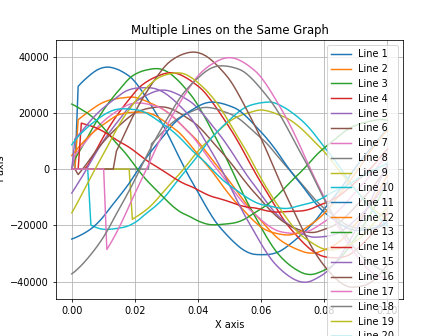 Multiple Lines on the Same Graph
40000
20000
0
−20000
−40000
0.00
0.02
0.04
0.06
X axis
Line 1
Line 2
Line 3
Line 4
Line 5
Line 6
Line 7
Line 8
Line 9
Line 10
Line 11
Line 12
Line 13
Line 14
Line 15
Line 16
Line 17
Line 18
Line 19
Line 20